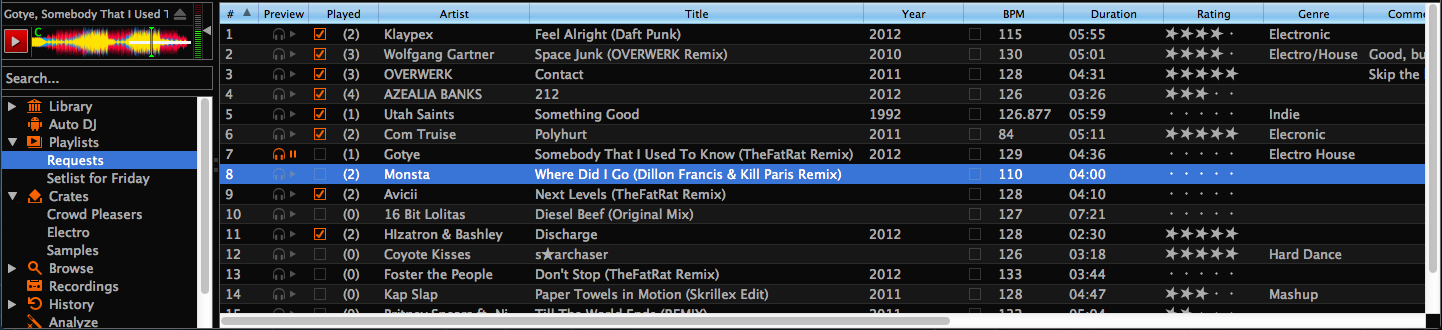 Gotye, Somebody That I Used T
C
Search...
Library
Auto DJ
Playlists
Requests
Setlist for Friday
Crates
Crowd Pleasers
Electro
Samples
Browse
Recordings
History
Analyze
# Preview Played Artist Title Year BPM Duration Rating Genre Comme
1 (2) Klaypex Feel Alright (Daft Punk) 2012 115 05:55 Electronic
2 (3) Wolfgang Gartner Space Junk (OVERWERK Remix) 2010 130 05:01 Electro/House Good, bu
3 (3) OVERWERK Contact 2011 128 04:31 Skip the
4 (4) AZEALIA BANKS 212 2012 126 03:26
5 (1) Utah Saints Something Good 1992 126.877 05:59 Indie
6 (2) Com Truise Polyhurt 2011 84 05:11 Elecronic
7 (1) Gotye Somebody That I Used To Know (TheFatRat Remix) 2012 129 04:36 Electro House
8 (2) Monsta Where Did I Go (Dillon Francis & Kill Paris Remix) 110 04:00
9 (2) Avicii Next Levels (TheFatRat Remix) 128 04:10
10 (0) 16 Bit Lolitas Diesel Beef (Original Mix) 127 07:21
11 (2) HIzatron & Bashley Discharge 2012 128 02:30
12 (0) Coyote Kisses s★archaser 126 03:18 Hard Dance
13 (0) Foster the People Don't Stop (TheFatRat Remix) 2012 133 03:44
14 (0) Kap Slap Paper Towels in Motion (Skrillex Edit) 2011 128 04:47 Mashup